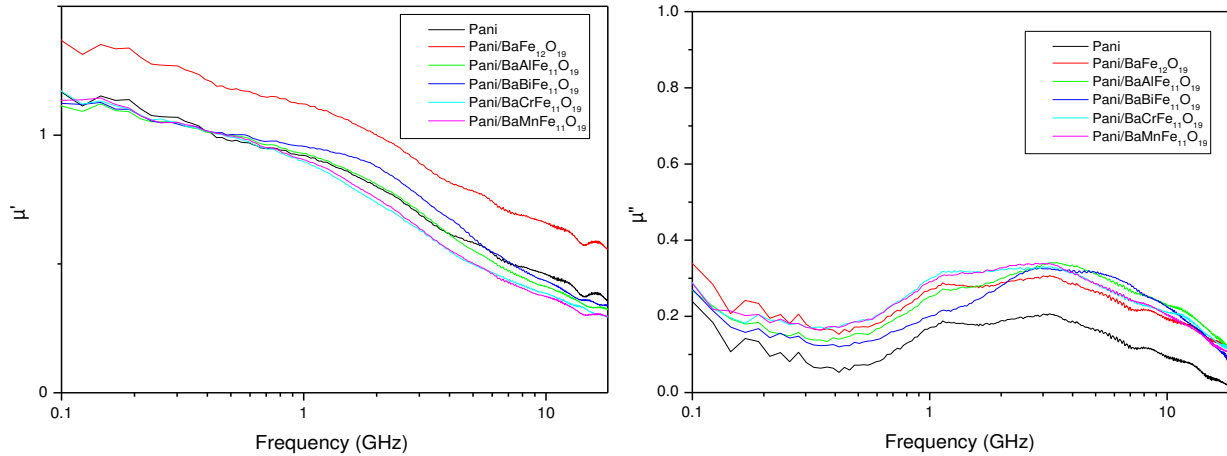 Pani
Pani/BaFe₁₂O₁₉
Pani/BaAlFe₁₁O₁₉
Pani/BaBiFe₁₁O₁₉
Pani/BaCrFe₁₁O₁₉
Pani/BaMnFe₁₁O₁₉
1
0
µ'
0.1
1
10
Frequency (GHz)
Pani
Pani/BaFe₁₂O₁₉
Pani/BaAlFe₁₁O₁₉
Pani/BaBiFe₁₁O₁₉
Pani/BaCrFe₁₁O₁₉
Pani/BaMnFe₁₁O₁₉
1.0
0.8
0.6
0.4
0.2
0.0
µ"
0.1
1
10
Frequency (GHz)